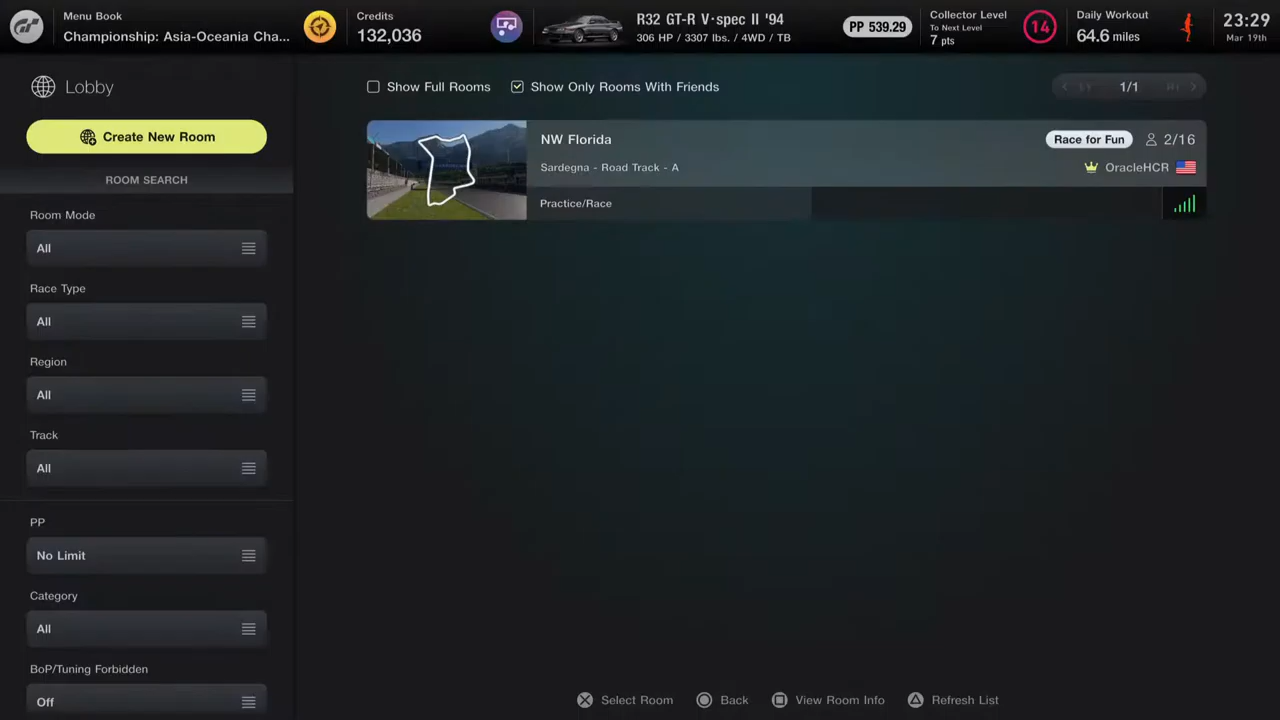 Menu Book
Championship: Asia-Oceania Cha...
Credits
132,036
R32 GT-R V·spec II '94
306 HP / 3307 lbs. / 4WD / TB
PP 539.29
Collector Level
To Next Level
7 pts
14
Daily Workout
64.6 miles
23:29
Mar 19th
Lobby
Create New Room
ROOM SEARCH
Room Mode
All
Race Type
All
Region
All
Track
All
PP
No Limit
Category
All
BoP/Tuning Forbidden
Off
Show Full Rooms
Show Only Rooms With Friends
L1
1/1
R1
NW Florida
Race for Fun
2/16
Sardegna - Road Track - A
OracleHCR
Practice/Race
Select Room
Back
View Room Info
Refresh List